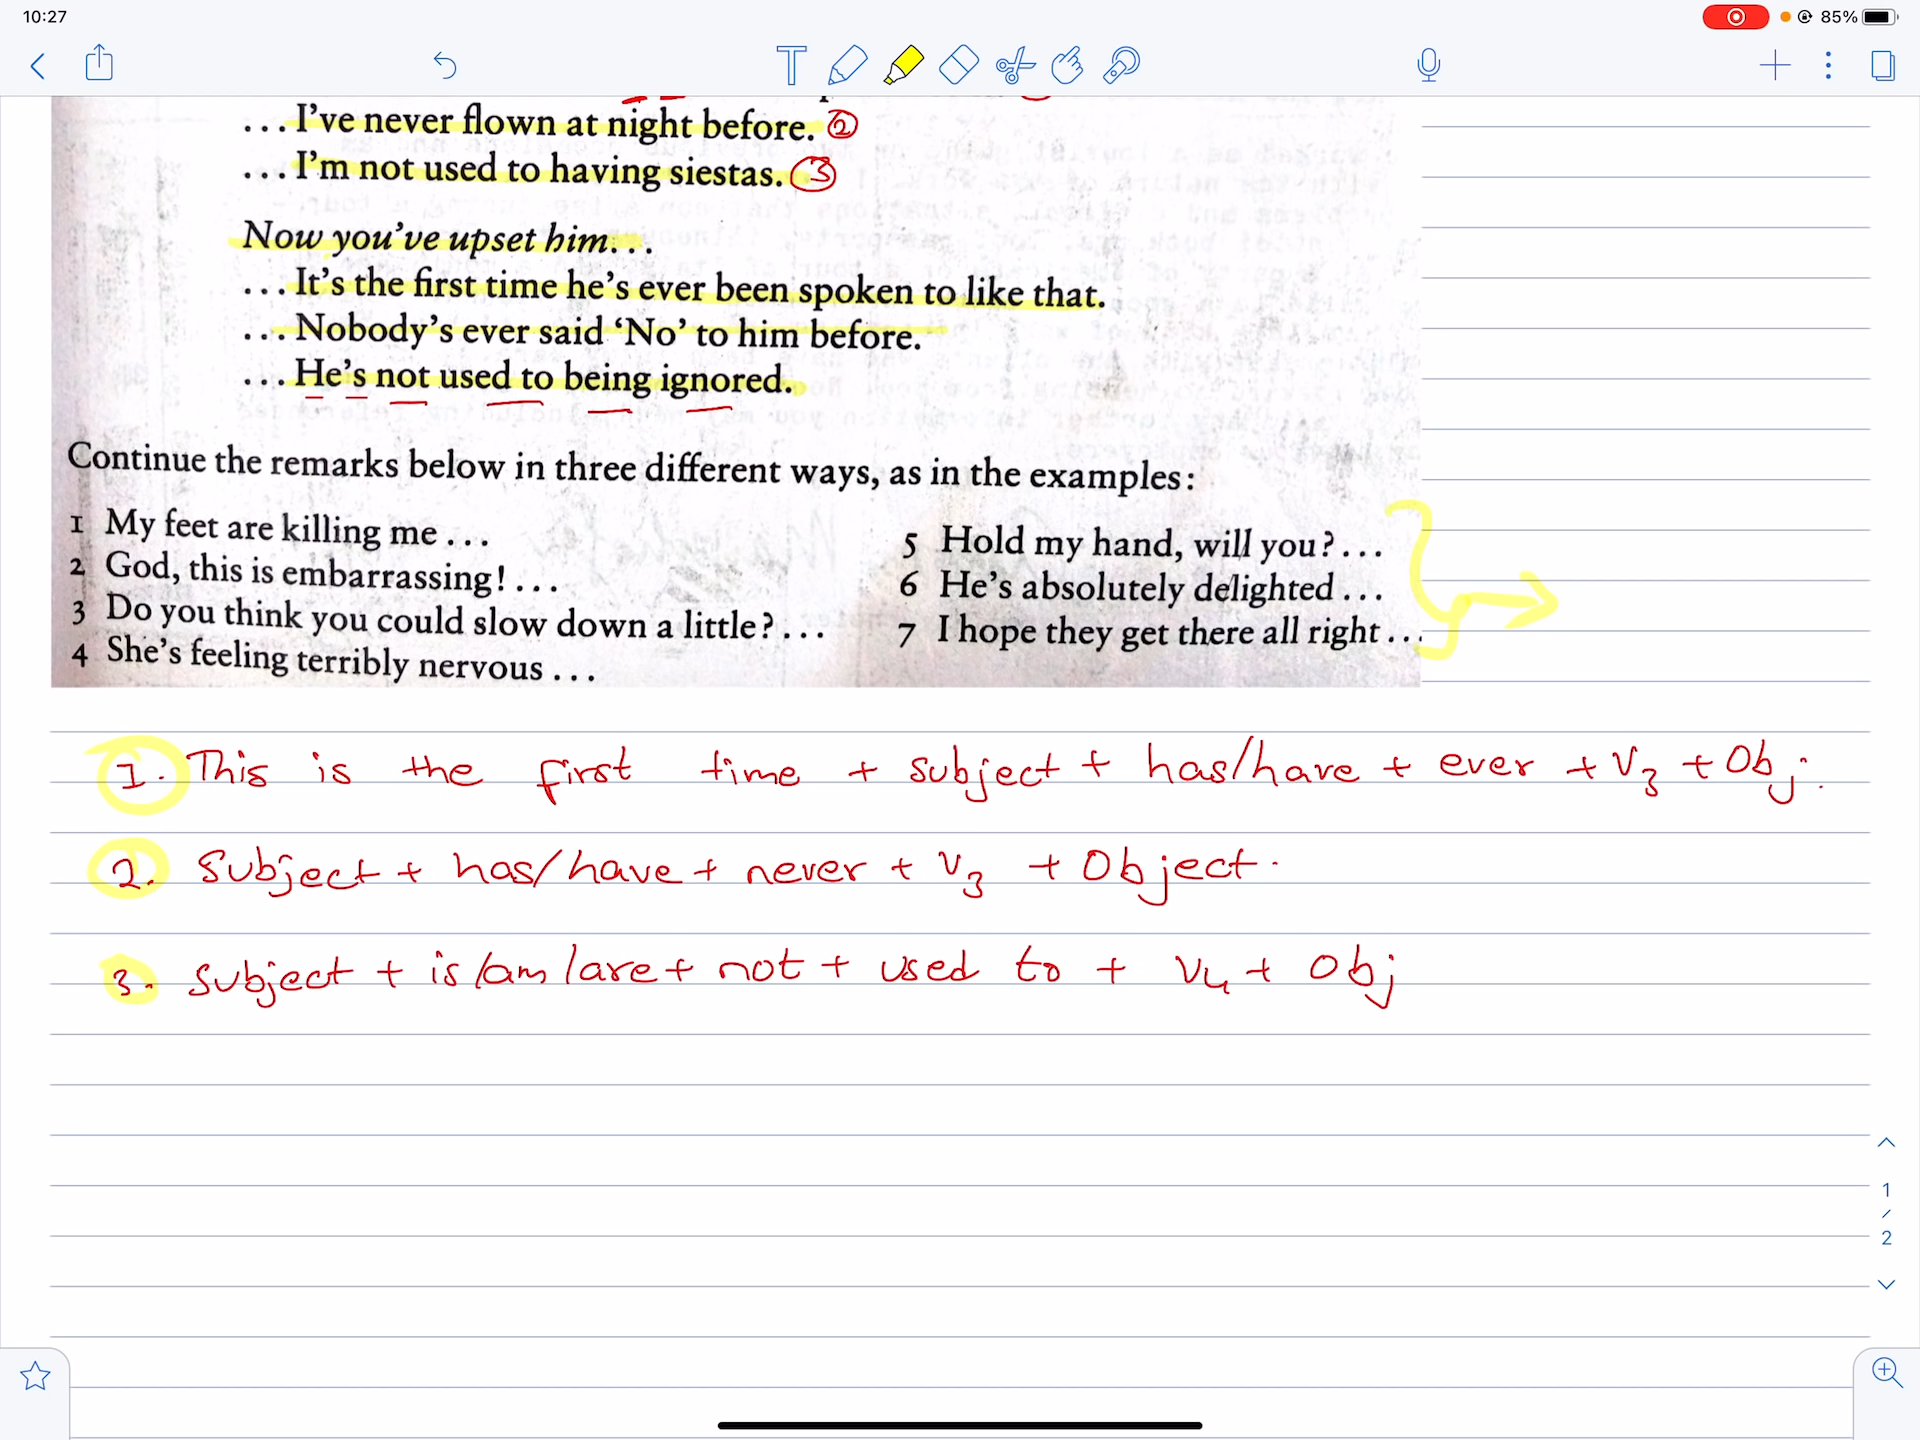 10:27
85%
...I've never flown at night before. ②
...I'm not used to having siestas. ③
Now you've upset him...
...It's the first time he's ever been spoken to like that.
...Nobody's ever said 'No' to him before.
...He's not used to being ignored.
Continue the remarks below in three different ways, as in the examples:
1 My feet are killing me ...
2 God, this is embarrassing! ...
3 Do you think you could slow down a little? ...
4 She's feeling terribly nervous ...
5 Hold my hand, will you? ...
6 He's absolutely delighted ...
7 I hope they get there all right ...
1. This is the first time + subject + has/have + ever + V3 + Obj.
2. Subject + has/have + never + V3 + Object.
3. Subject + is/am/are + not + used to + V4 + Obj
1
/
2